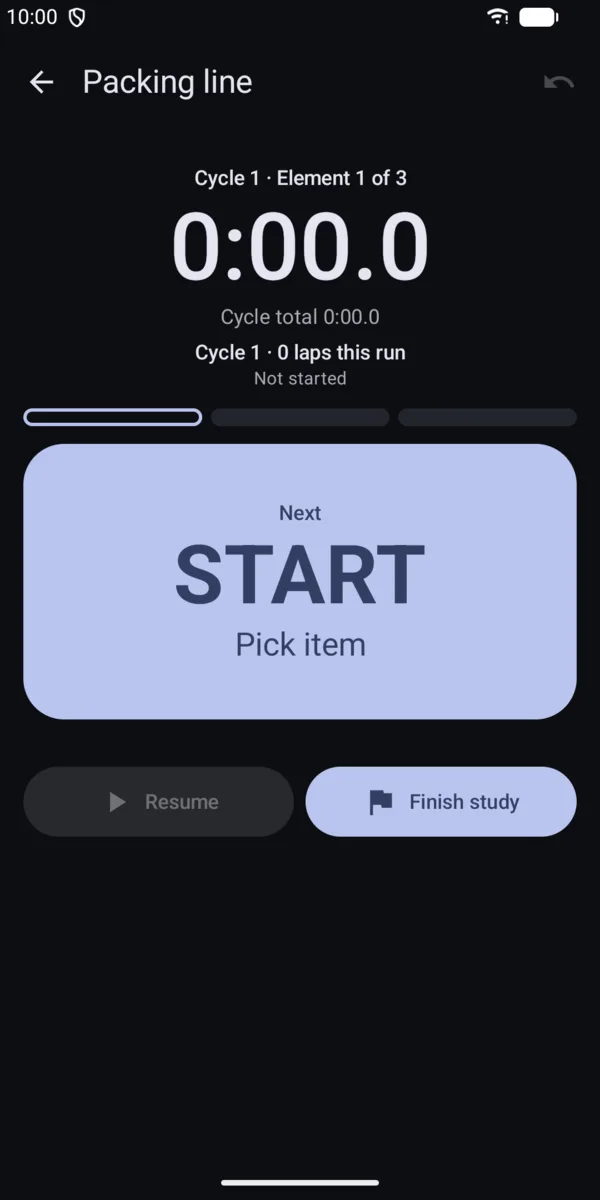 10:00
Packing line
Cycle 1 · Element 1 of 3
0:00.0
Cycle total 0:00.0
Cycle 1 · 0 laps this run
Not started
Next
START
Pick item
Resume
Finish study